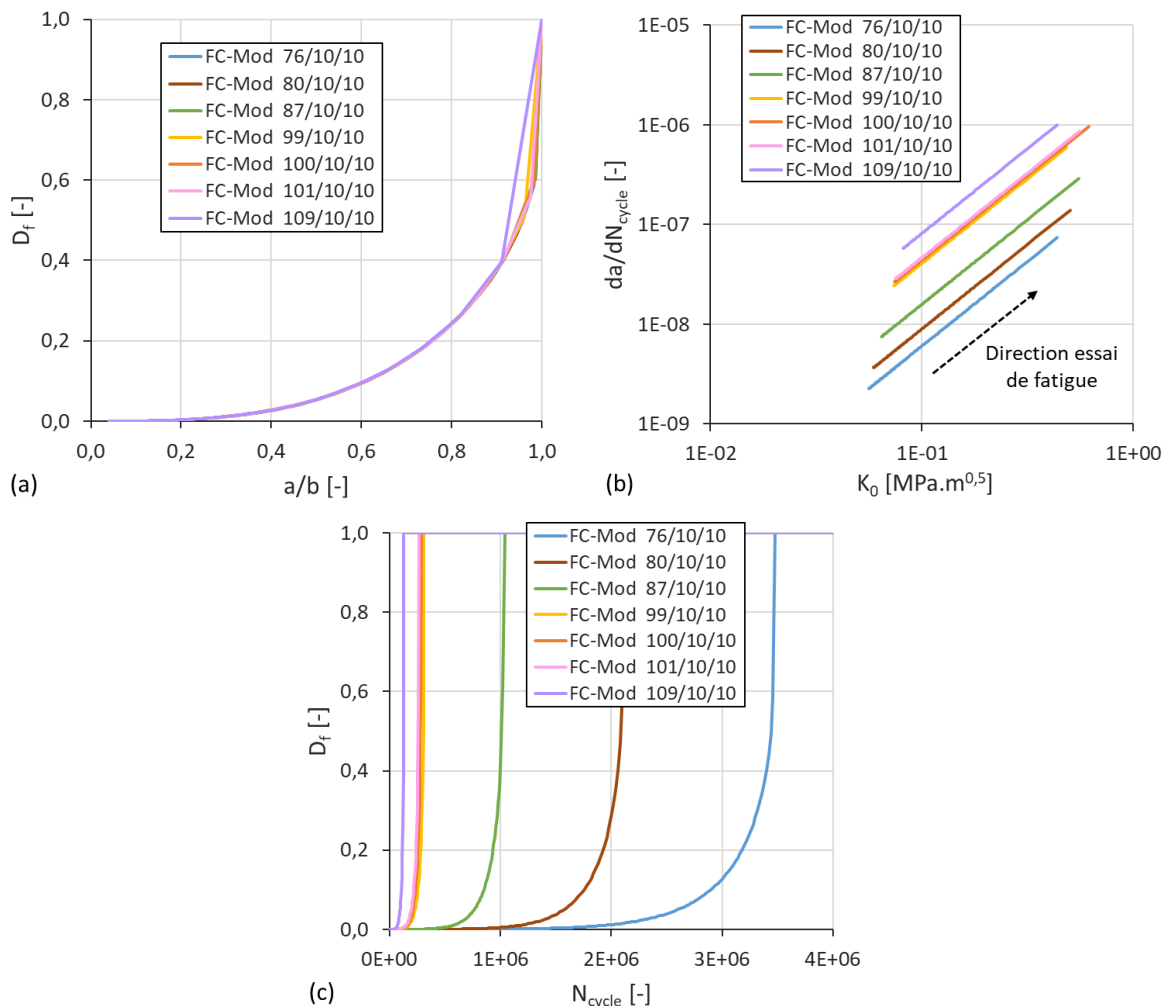 D_f [-]
1,0
0,8
0,6
0,4
0,2
0,0
FC-Mod 76/10/10
FC-Mod 80/10/10
FC-Mod 87/10/10
FC-Mod 99/10/10
FC-Mod 100/10/10
FC-Mod 101/10/10
FC-Mod 109/10/10
0,0 0,2 0,4 0,6 0,8 1,0
(a)
a/b [-]
da/dN_cycle [-]
1E-05
1E-06
1E-07
1E-08
1E-09
FC-Mod 76/10/10
FC-Mod 80/10/10
FC-Mod 87/10/10
FC-Mod 99/10/10
FC-Mod 100/10/10
FC-Mod 101/10/10
FC-Mod 109/10/10
Direction essai
de fatigue
1E-02 1E-01 1E+00
(b)
K_0 [MPa.m^0,5]
D_f [-]
1,0
0,8
0,6
0,4
0,2
0,0
FC-Mod 76/10/10
FC-Mod 80/10/10
FC-Mod 87/10/10
FC-Mod 99/10/10
FC-Mod 100/10/10
FC-Mod 101/10/10
FC-Mod 109/10/10
0E+00 1E+06 2E+06 3E+06 4E+06
(c)
N_cycle [-]